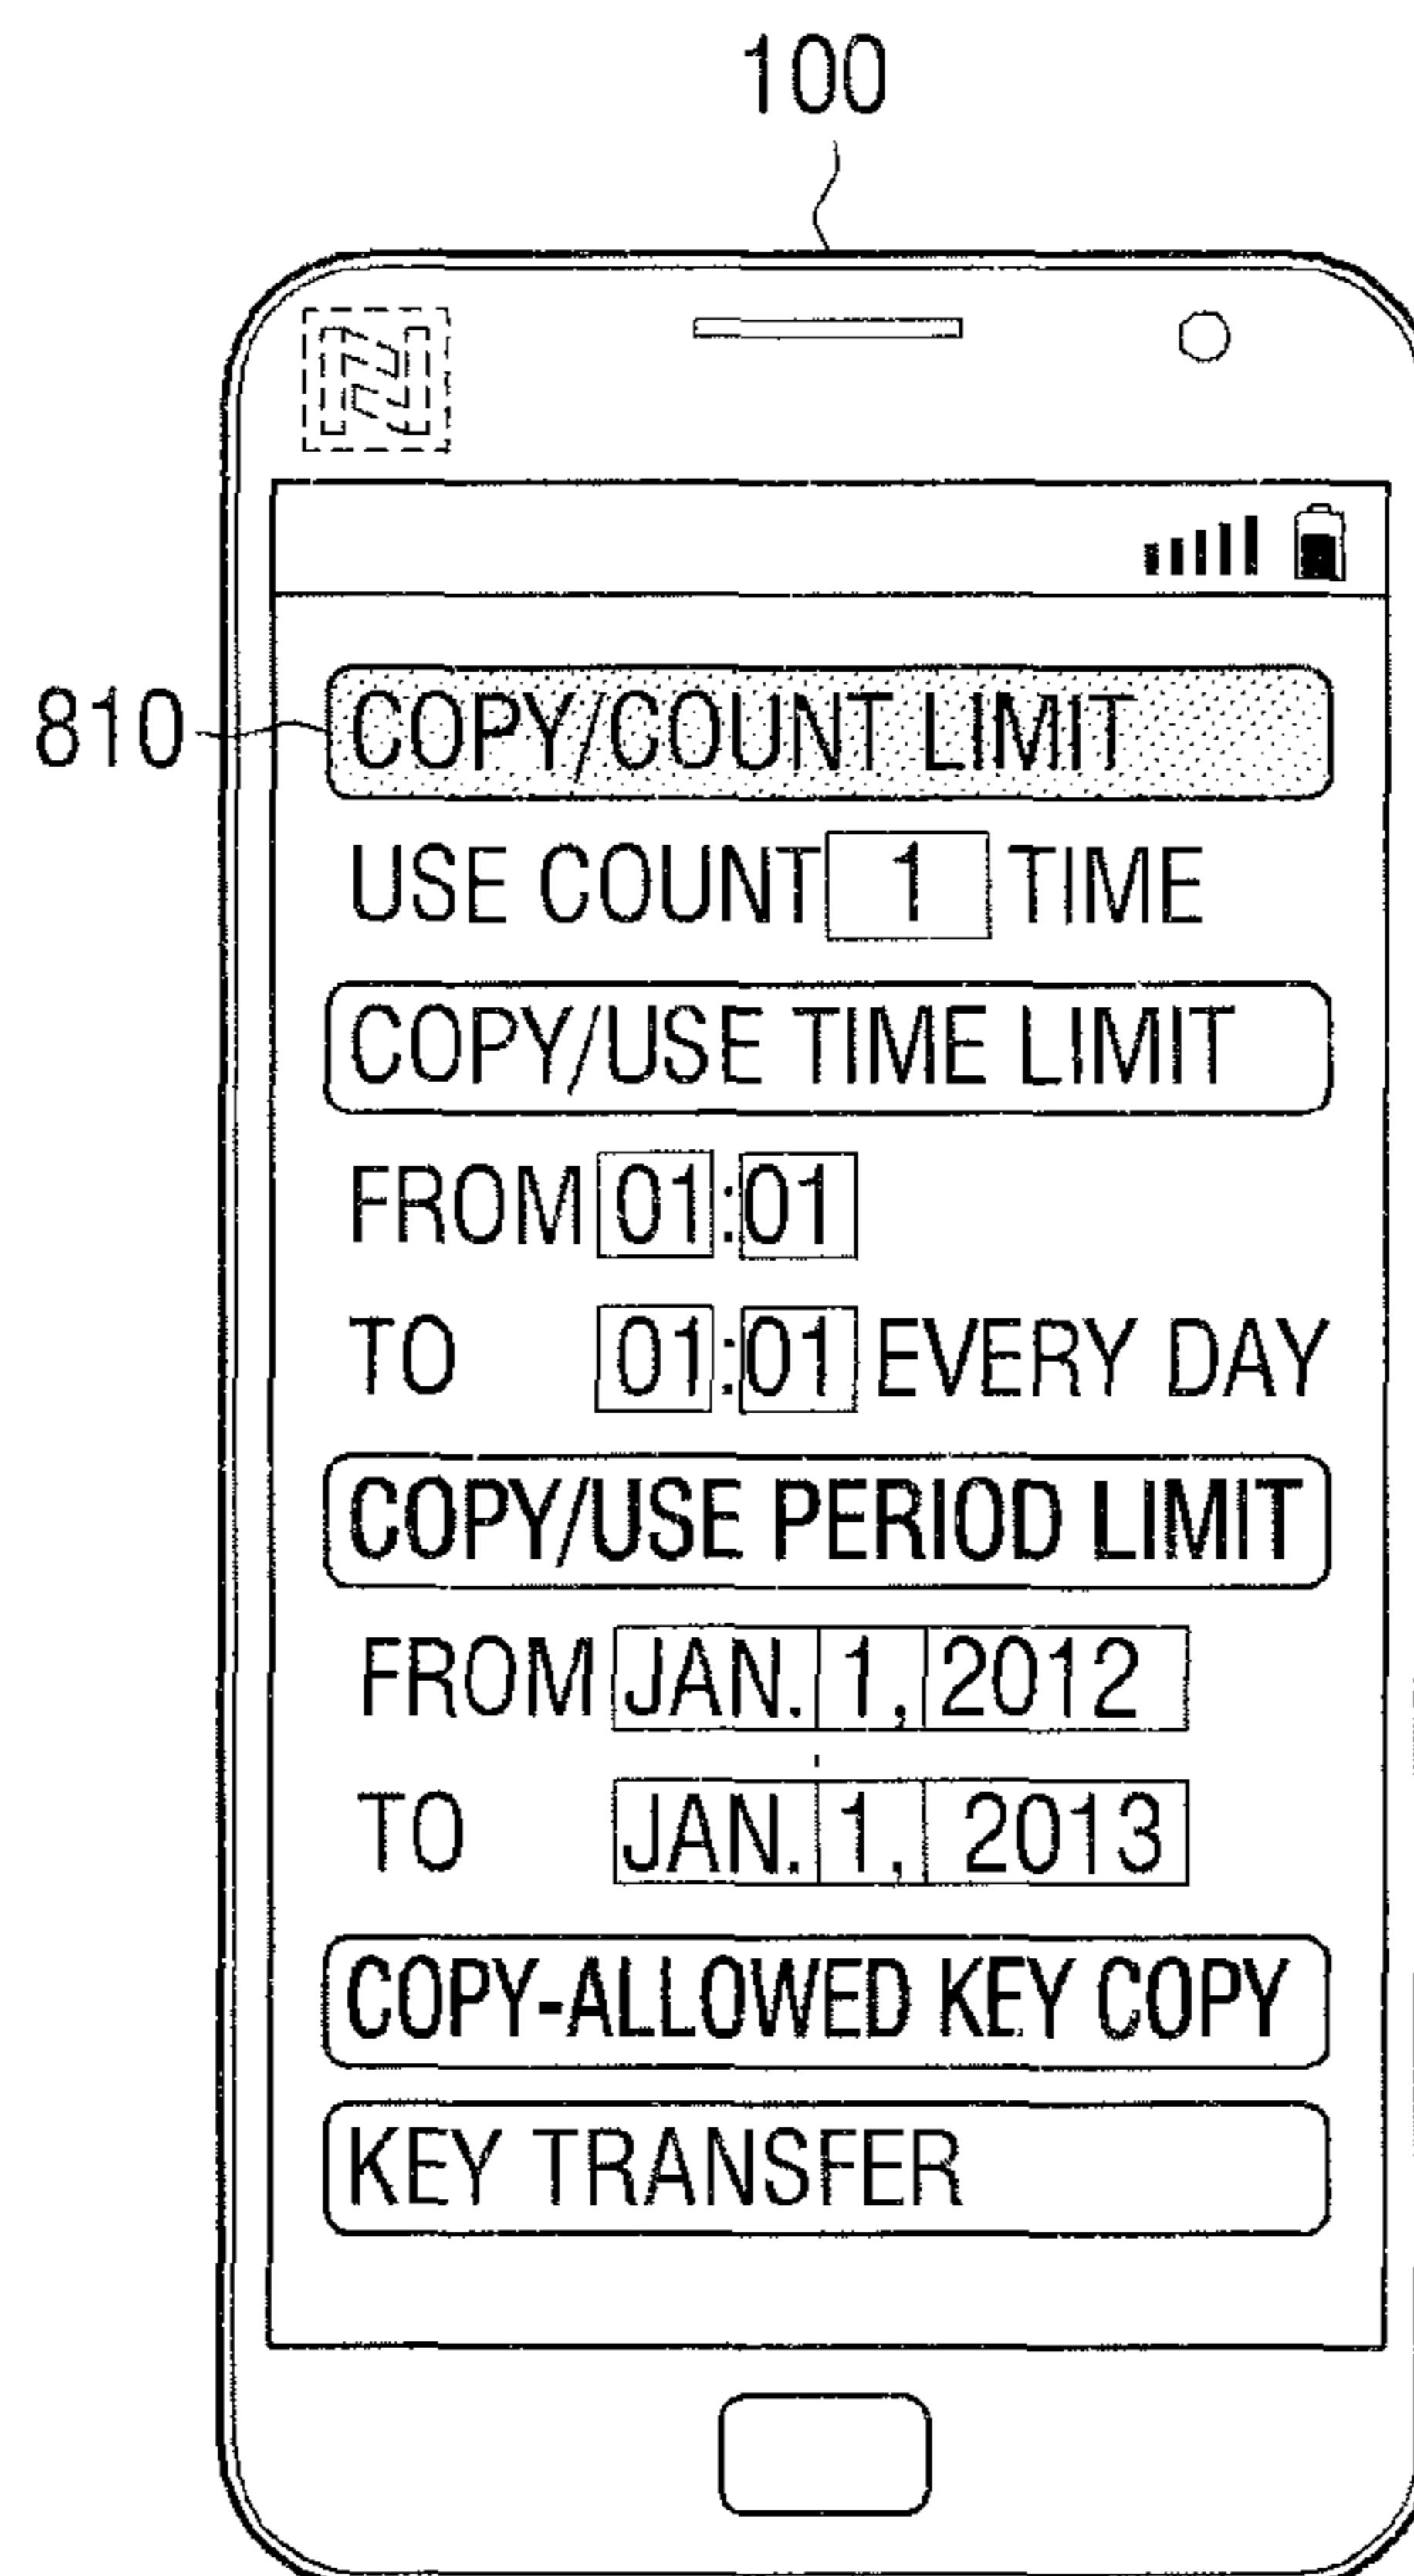 100
810
COPY/COUNT LIMIT
USE COUNT 1 TIME
COPY/USE TIME LIMIT
FROM 01:01
TO 01:01 EVERY DAY
COPY/USE PERIOD LIMIT
FROM JAN. 1, 2012
TO JAN. 1, 2013
COPY-ALLOWED KEY COPY
KEY TRANSFER